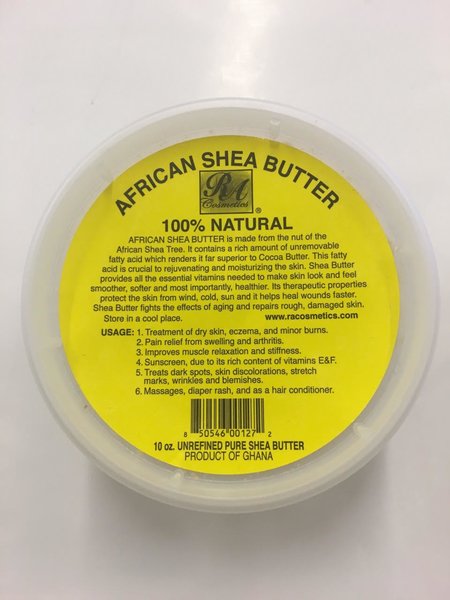 AFRICAN SHEA BUTTER
RA
Cosmetics
®
100% NATURAL
AFRICAN SHEA BUTTER is made from the nut of the
African Shea Tree. It contains a rich amount of unremovable
fatty acid which renders it far superior to Cocoa Butter. This fatty
acid is crucial to rejuvenating and moisturizing the skin. Shea Butter
provides all the essential vitamins needed to make skin look and feel
smoother, softer and most importantly, healthier. Its therapeutic properties
protect the skin from wind, cold, sun and it helps heal wounds faster.
Shea Butter fights the effects of aging and repairs rough, damaged skin.
Store in a cool place. www.racosmetics.com
USAGE: 1. Treatment of dry skin, eczema, and minor burns.
2. Pain relief from swelling and arthritis.
3. Improves muscle relaxation and stiffness.
4. Sunscreen, due to its rich content of vitamins E&F.
5. Treats dark spots, skin discolorations, stretch
marks, wrinkles and blemishes.
6. Massages, diaper rash, and as a hair conditioner.
8 50546 00127 2
10 oz. UNREFINED PURE SHEA BUTTER
PRODUCT OF GHANA